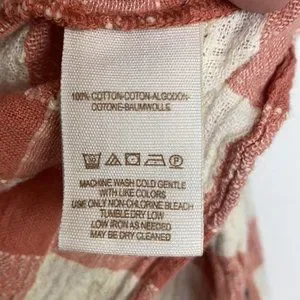 100% COTTON-COTON-ALGODON-
COTONE-BAUMWOLLE
MACHINE WASH COLD GENTLE
WITH LIKE COLORS
USE ONLY NON-CHLORINE BLEACH
TUMBLE DRY LOW
LOW IRON AS NEEDED
MAY BE DRY CLEANED